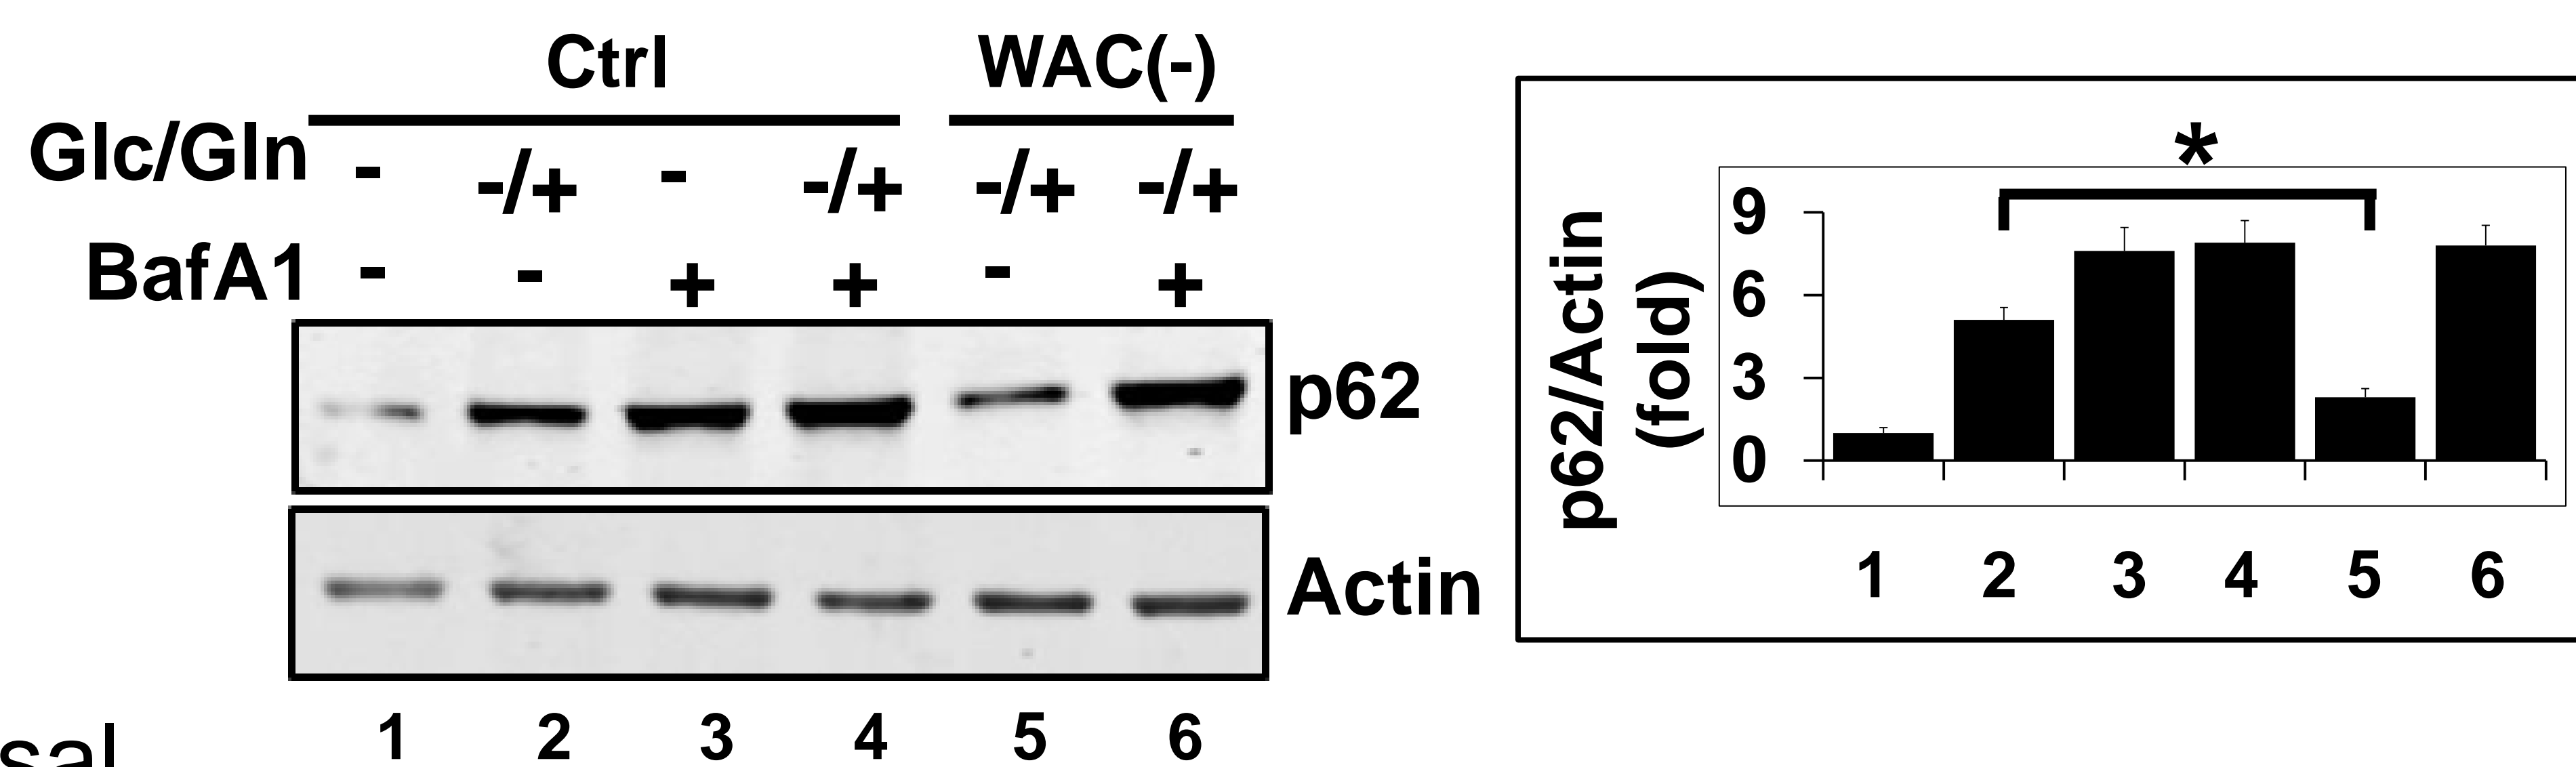 Ctrl WAC(-)
Glc/Gln - -/+ - -/+ -/+ -/+
BafA1 - - + + - +
p62
Actin
1 2 3 4 5 6
sal
*
p62/Actin
(fold)
9
6
3
0
1 2 3 4 5 6